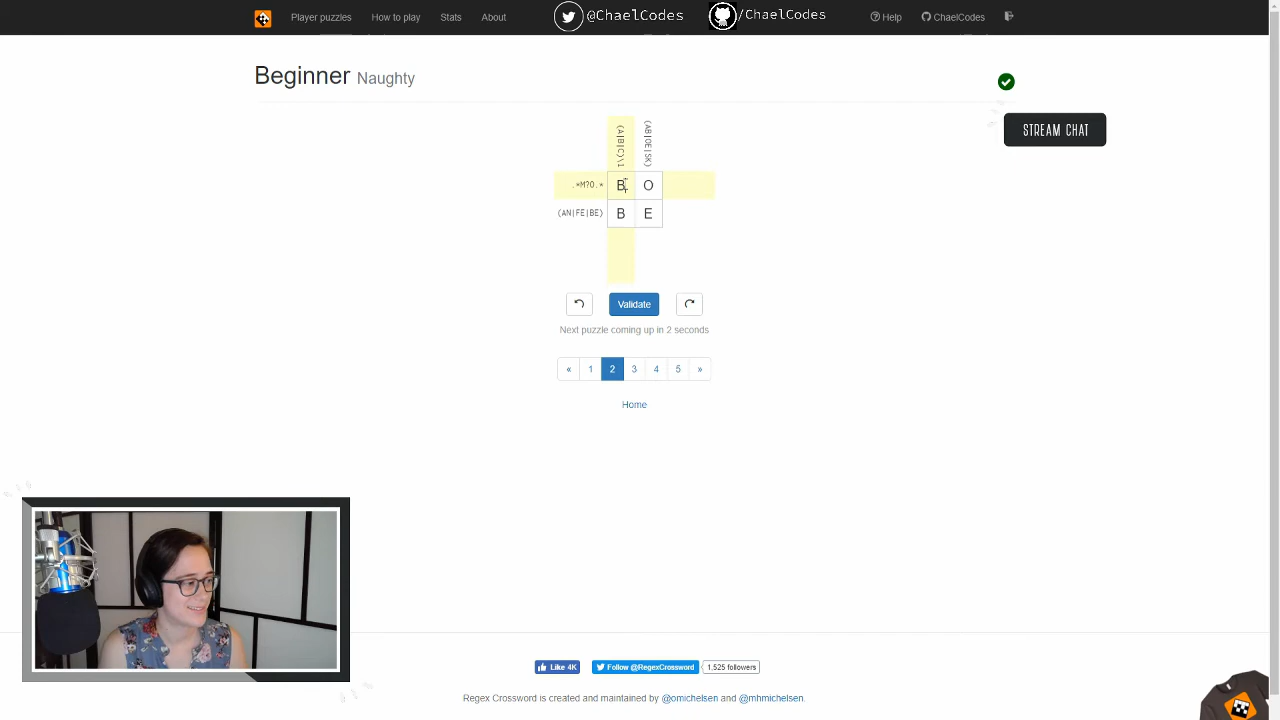 Player puzzles How to play Stats About @ChaelCodes /ChaelCodes Help ChaelCodes
Beginner Naughty
STREAM CHAT
(A|B|C)\1
(AB|OE|SK)
.*M?O.* B O
(AN|FE|BE) B E
Validate
Next puzzle coming up in 2 seconds
« 1 2 3 4 5 »
Home
Like 4K Follow @RegexCrossword 1,525 followers
Regex Crossword is created and maintained by @omichelsen and @mhmichelsen.